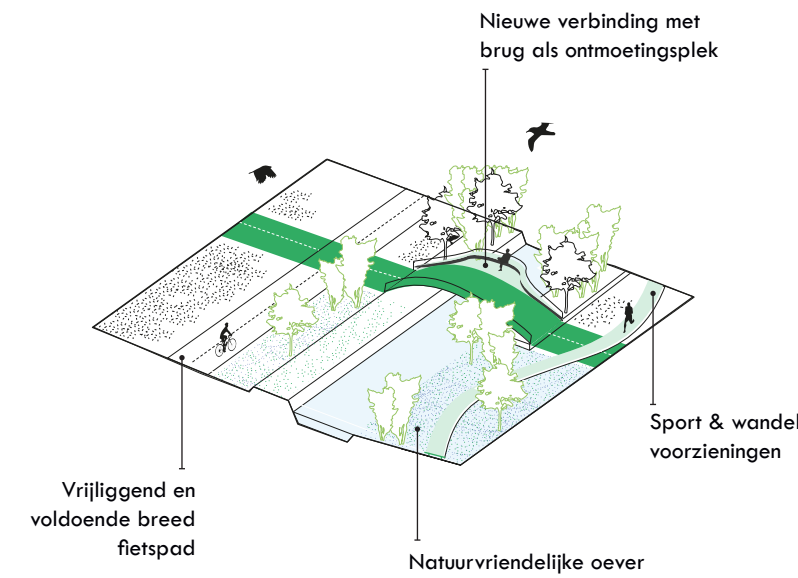 Nieuwe verbinding met
brug als ontmoetingsplek
Sport & wandel
voorzieningen
Vrijliggend en
voldoende breed
fietspad
Natuurvriendelijke oever